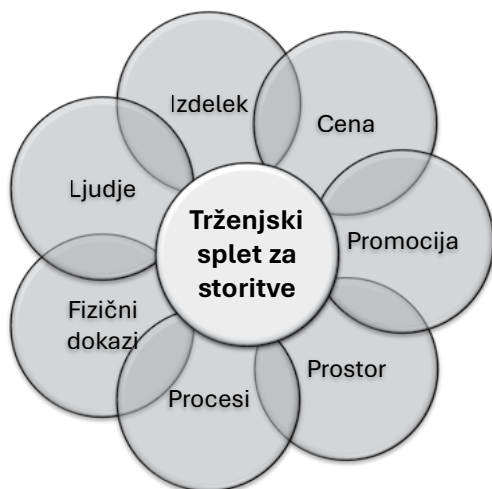 Izdelek
Cena
Promocija
Prostor
Procesi
Fizični
dokazi
Ljudje
Trženjski
splet za
storitve